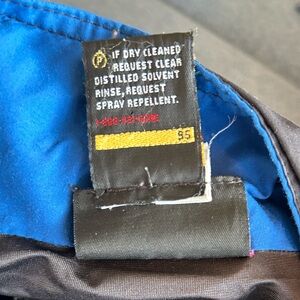 P
IF DRY CLEANED
REQUEST CLEAR
DISTILLED SOLVENT
RINSE, REQUEST
SPRAY REPELLENT.
95